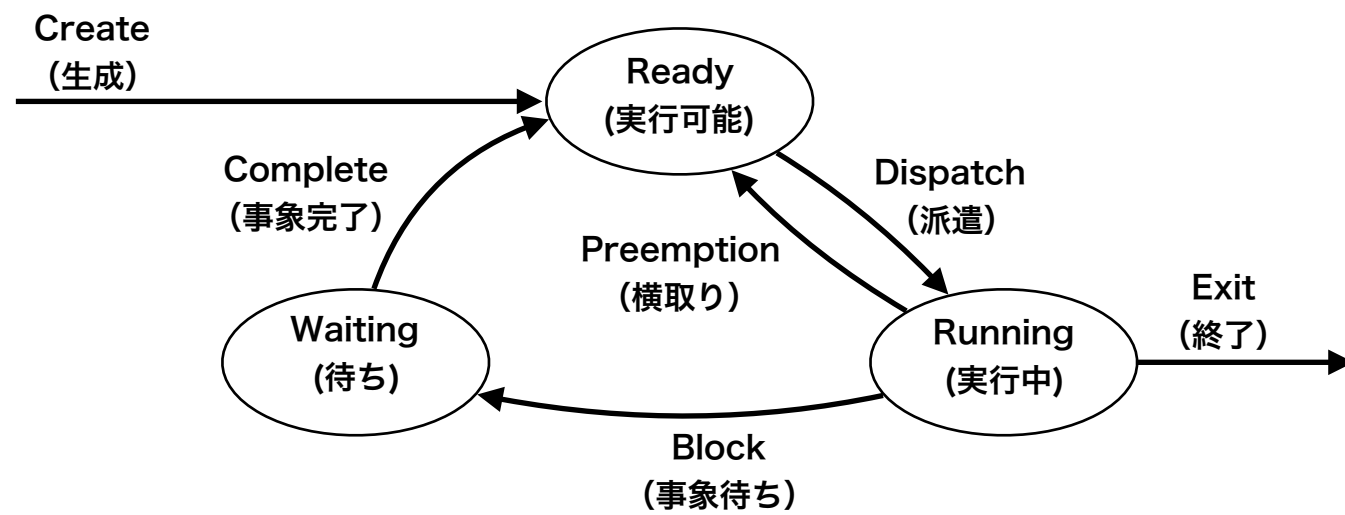 Create
（生成）
Ready
(実行可能)
Complete
（事象完了）
Dispatch
（派遣）
Preemption
（横取り）
Exit
（終了）
Waiting
(待ち)
Running
(実行中)
Block
（事象待ち）